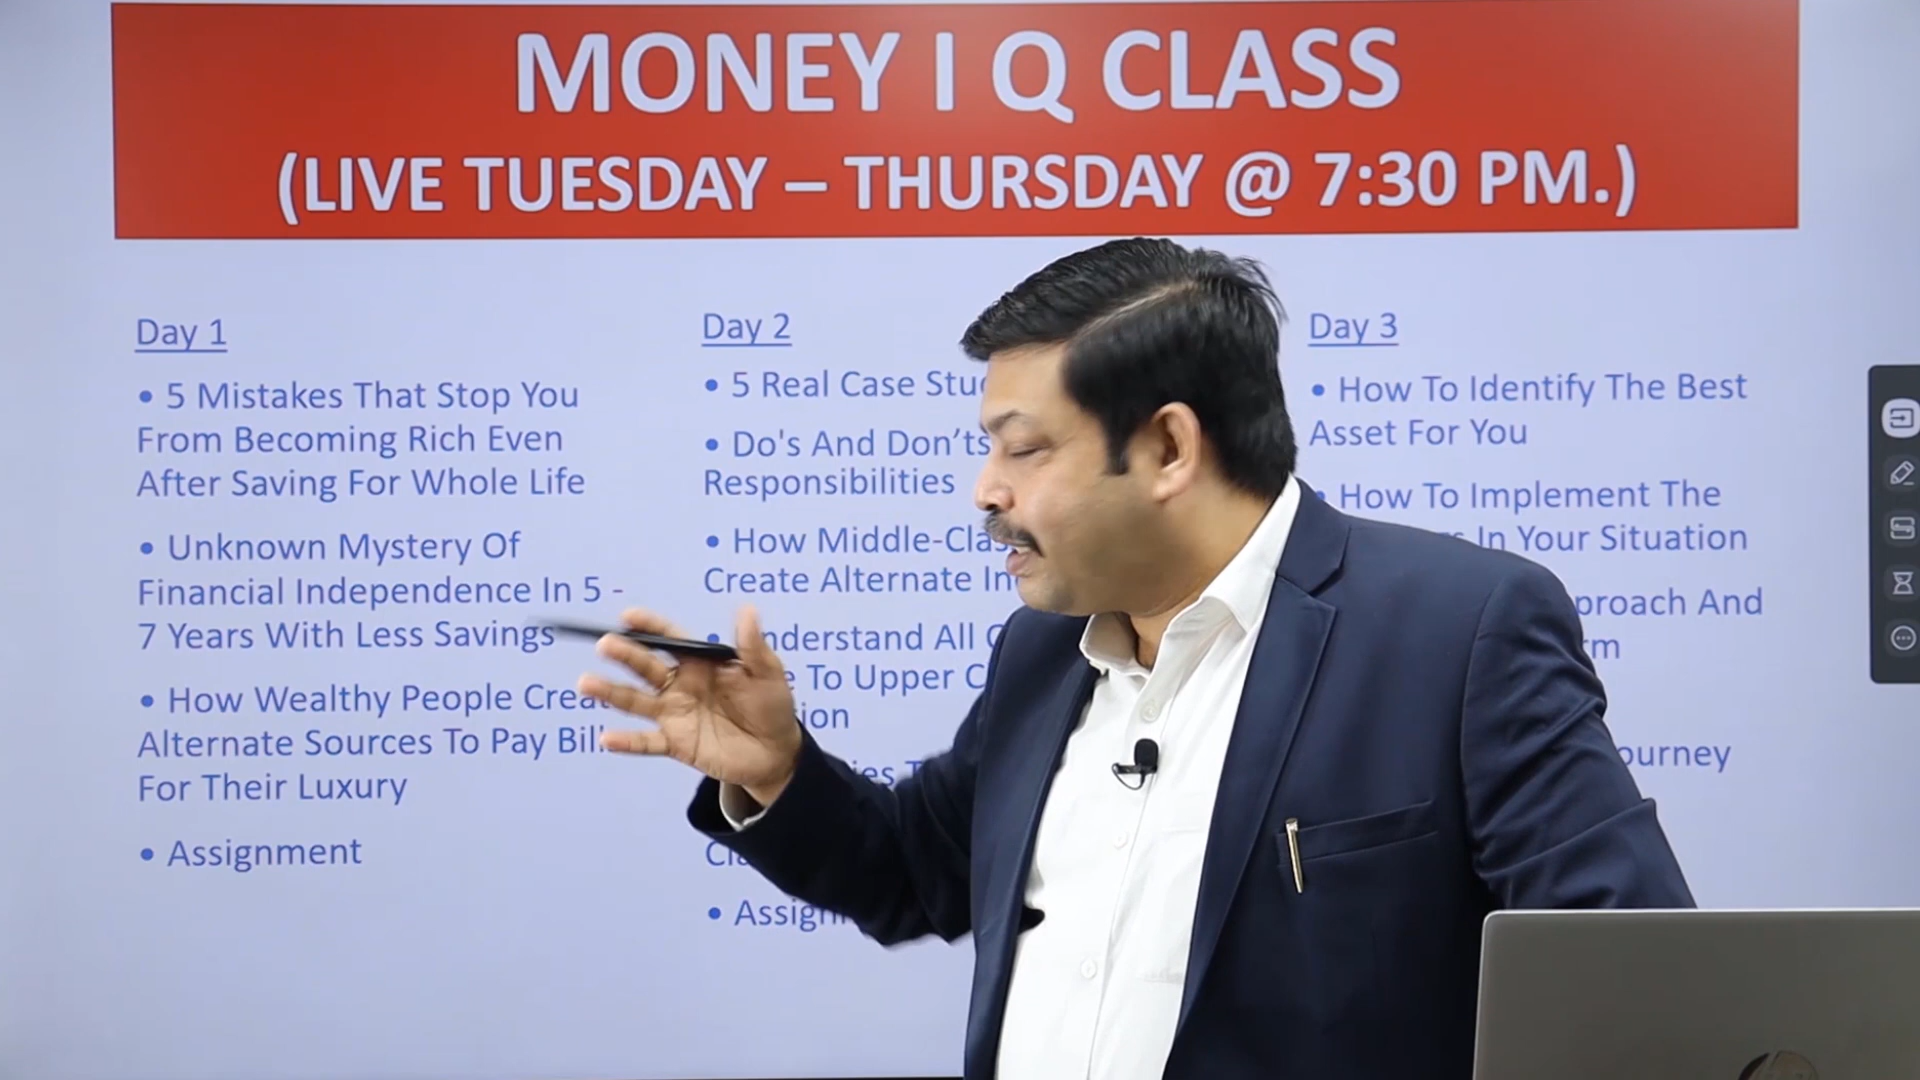 MONEY I Q CLASS
(LIVE TUESDAY – THURSDAY @ 7:30 PM.)
Day 1
• 5 Mistakes That Stop You
From Becoming Rich Even
After Saving For Whole Life
• Unknown Mystery Of
Financial Independence In 5 -
7 Years With Less Savings
• How Wealthy People
Alternate Sources To Pay
For Their Luxury
• Assignment
Day 2
• 5 Real Case
• Do's And Don’ts
Responsibilities
• How
Create Alternate
• All
To Upper
• 
Day 3
• How To Identify The Best
Asset For You
• How To Implement The
In Your Situation
And